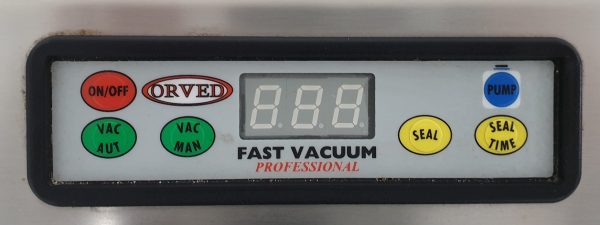 ON/OFF
ORVED
VAC
AUT
VAC
MAN
FAST VACUUM
PROFESSIONAL
PUMP
SEAL
SEAL
TIME